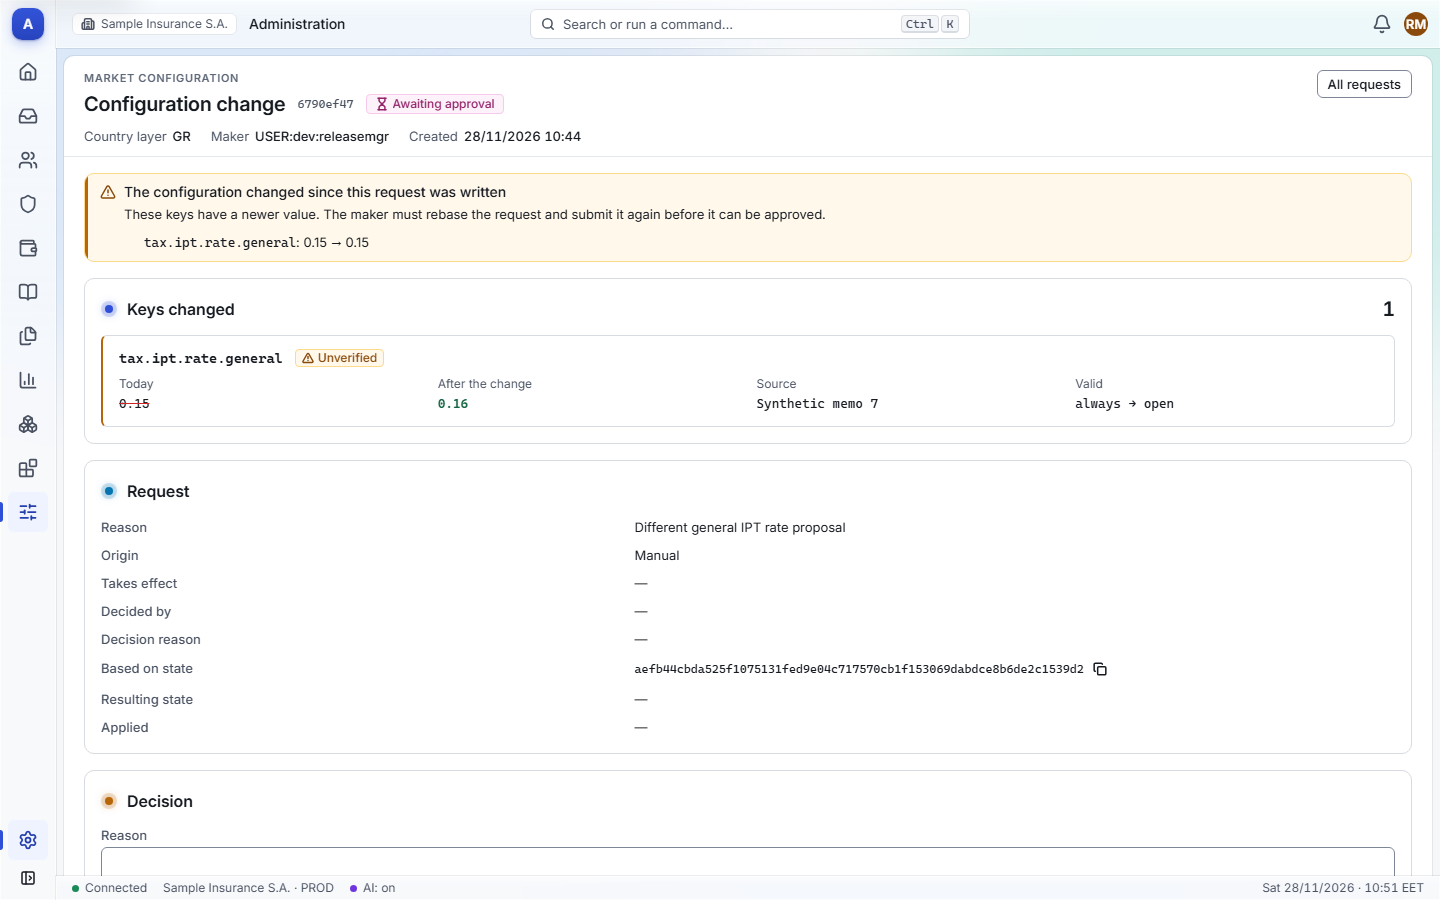 A
Sample Insurance S.A.
Administration
Search or run a command...
Ctrl K
RM
MARKET CONFIGURATION
Configuration change 6790ef47 Awaiting approval
All requests
Country layer GR Maker USER:dev:releasemgr Created 28/11/2026 10:44
The configuration changed since this request was written
These keys have a newer value. The maker must rebase the request and submit it again before it can be approved.
tax.ipt.rate.general: 0.15 → 0.15
Keys changed 1
tax.ipt.rate.general Unverified
Today After the change Source Valid
0.15 0.16 Synthetic memo 7 always → open
Request
Reason Different general IPT rate proposal
Origin Manual
Takes effect —
Decided by —
Decision reason —
Based on state aefb44cbda525f1075131fed9e04c717570cb1f153069dabdce8b6de2c1539d2
Resulting state —
Applied —
Decision
Reason
Connected Sample Insurance S.A. · PROD AI: on Sat 28/11/2026 · 10:51 EET